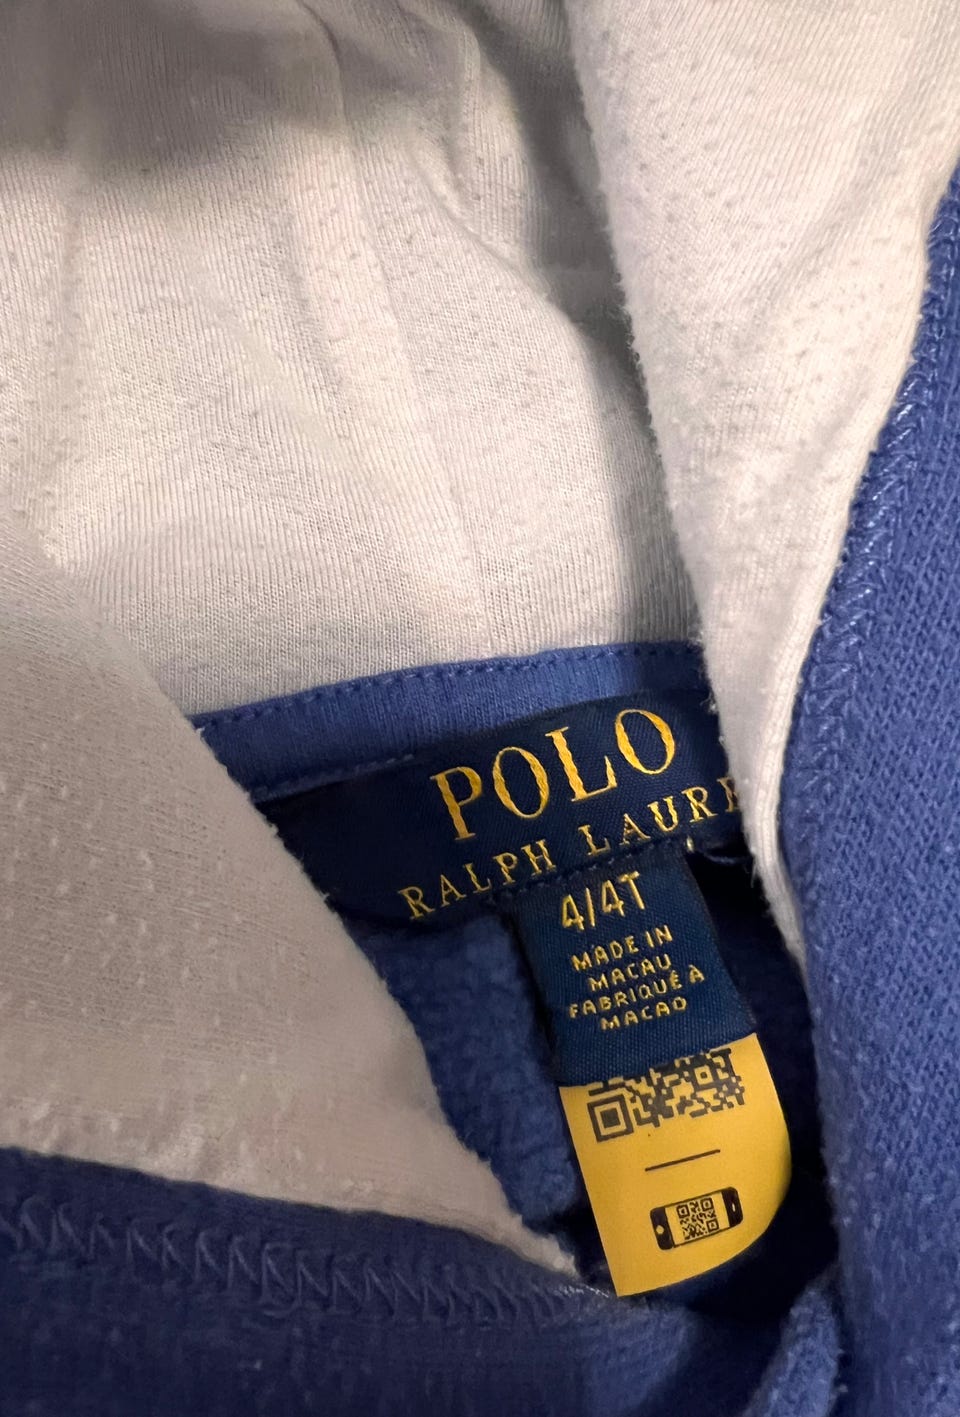 POLO
RALPH LAURE
4/4T
MADE IN
MACAU
FABRIQUÉ À
MACAO